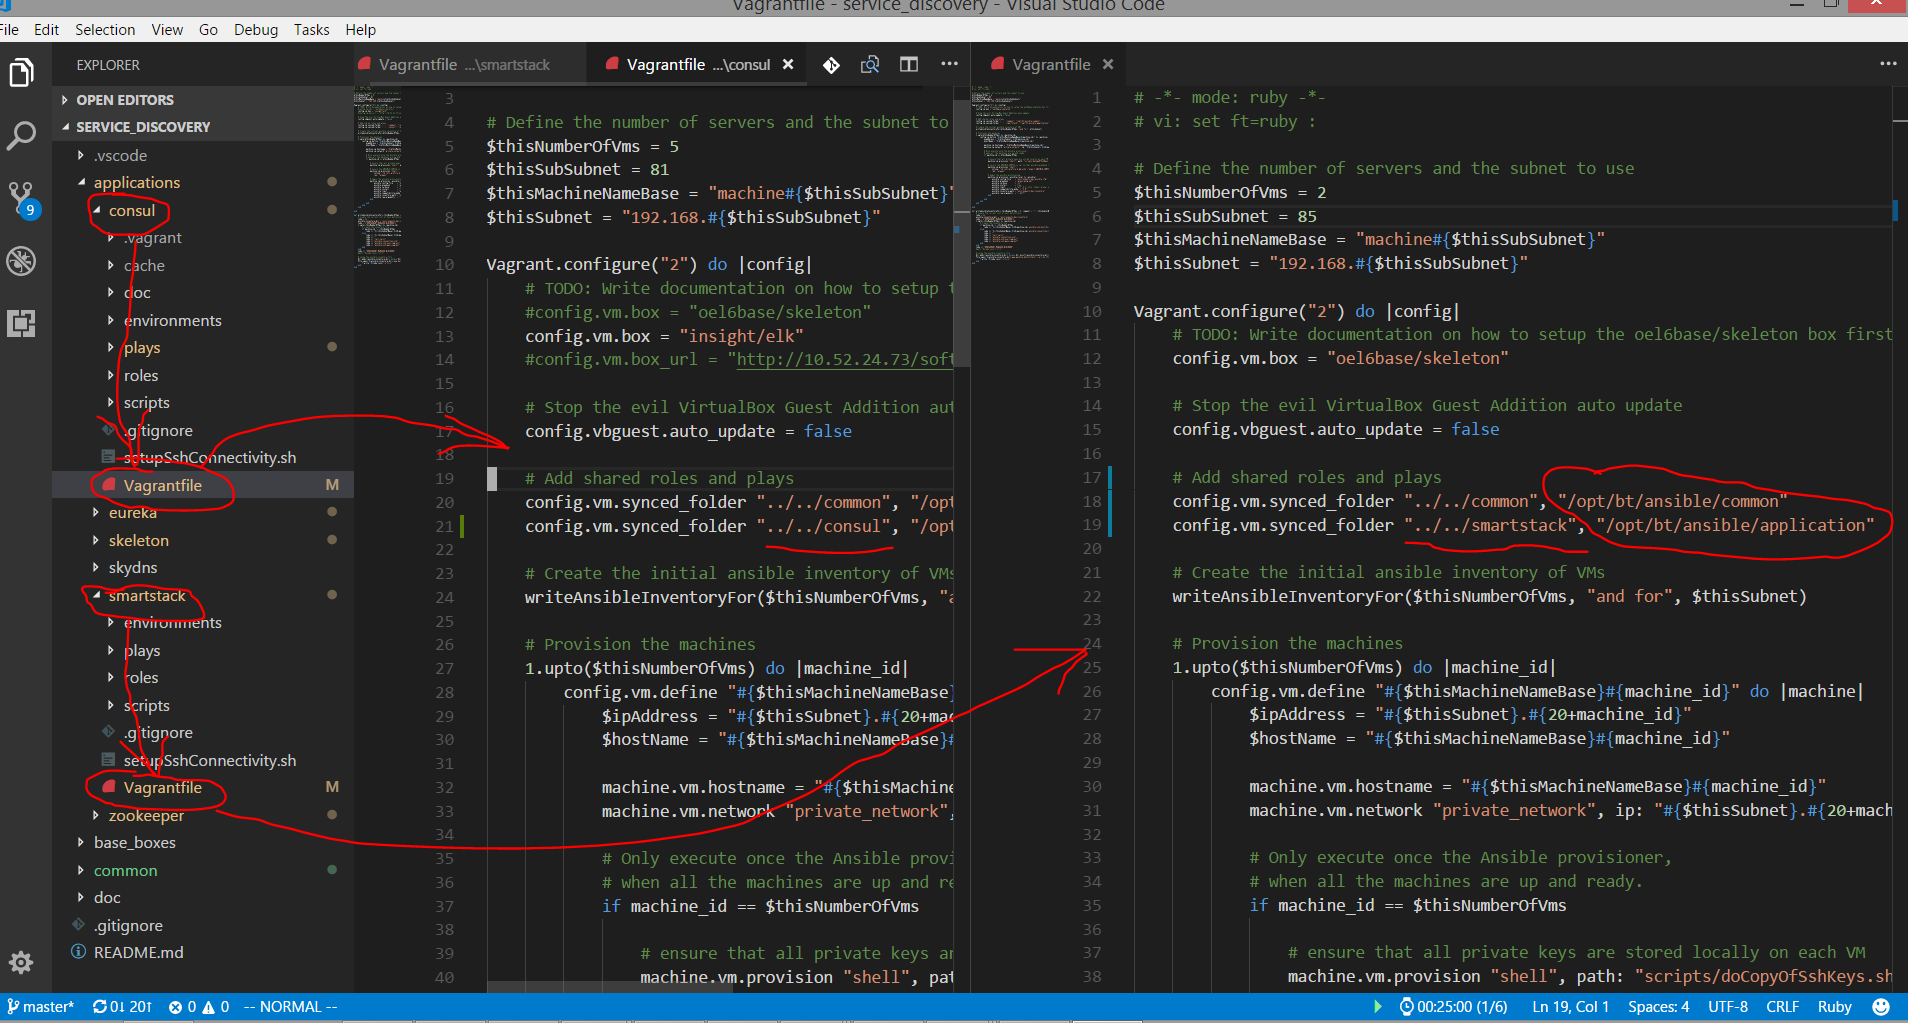 Vagrantfile - service_discovery - Visual Studio Code
File Edit Selection View Go Debug Tasks Help
EXPLORER
OPEN EDITORS
SERVICE_DISCOVERY
.vscode
applications
consul
.vagrant
cache
doc
environments
plays
roles
scripts
.gitignore
setupSshConnectivity.sh
Vagrantfile M
eureka
skeleton
skydns
smartstack
environments
plays
roles
scripts
.gitignore
setupSshConnectivity.sh
Vagrantfile M
zookeeper
base_boxes
common
doc
.gitignore
README.md
9
Vagrantfile ...\smartstack
Vagrantfile ...\consul
3
4 # Define the number of servers and the subnet to
5 $thisNumberOfVms = 5
6 $thisSubSubnet = 81
7 $thisMachineNameBase = "machine#{$thisSubSubnet}"
8 $thisSubnet = "192.168.#{$thisSubSubnet}"
9
10 Vagrant.configure("2") do |config|
11 # TODO: Write documentation on how to setup t
12 #config.vm.box = "oel6base/skeleton"
13 config.vm.box = "insight/elk"
14 #config.vm.box_url = "http://10.52.24.73/soft
15
16 # Stop the evil VirtualBox Guest Addition aut
17 config.vbguest.auto_update = false
18
19 # Add shared roles and plays
20 config.vm.synced_folder "../../common", "/opt
21 config.vm.synced_folder "../../consul", "/opt
22
23 # Create the initial ansible inventory of VMs
24 writeAnsibleInventoryFor($thisNumberOfVms, "a
25
26 # Provision the machines
27 1.upto($thisNumberOfVms) do |machine_id|
28 config.vm.define "#{$thisMachineNameBase}
29 $ipAddress = "#{$thisSubnet}.#{20+mac
30 $hostName = "#{$thisMachineNameBase}#
31
32 machine.vm.hostname = "#{$thisMachine
33 machine.vm.network "private_network",
34
35 # Only execute once the Ansible provi
36 # when all the machines are up and re
37 if machine_id == $thisNumberOfVms
38
39 # ensure that all private keys ar
40 machine.vm.provision "shell", pat
Vagrantfile
1 # -*- mode: ruby -*-
2 # vi: set ft=ruby :
3
4 # Define the number of servers and the subnet to use
5 $thisNumberOfVms = 2
6 $thisSubSubnet = 85
7 $thisMachineNameBase = "machine#{$thisSubSubnet}"
8 $thisSubnet = "192.168.#{$thisSubSubnet}"
9
10 Vagrant.configure("2") do |config|
11 # TODO: Write documentation on how to setup the oel6base/skeleton box first
12 config.vm.box = "oel6base/skeleton"
13
14 # Stop the evil VirtualBox Guest Addition auto update
15 config.vbguest.auto_update = false
16
17 # Add shared roles and plays
18 config.vm.synced_folder "../../common", "/opt/bt/ansible/common"
19 config.vm.synced_folder "../../smartstack", "/opt/bt/ansible/application"
20
21 # Create the initial ansible inventory of VMs
22 writeAnsibleInventoryFor($thisNumberOfVms, "and for", $thisSubnet)
23
24 # Provision the machines
25 1.upto($thisNumberOfVms) do |machine_id|
26 config.vm.define "#{$thisMachineNameBase}#{machine_id}" do |machine|
27 $ipAddress = "#{$thisSubnet}.#{20+machine_id}"
28 $hostName = "#{$thisMachineNameBase}#{machine_id}"
29
30 machine.vm.hostname = "#{$thisMachineNameBase}#{machine_id}"
31 machine.vm.network "private_network", ip: "#{$thisSubnet}.#{20+mach
32
33 # Only execute once the Ansible provisioner,
34 # when all the machines are up and ready.
35 if machine_id == $thisNumberOfVms
36
37 # ensure that all private keys are stored locally on each VM
38 machine.vm.provision "shell", path: "scripts/doCopyOfSshKeys.sh
master* 0↓ 20↑ 0 0 -- NORMAL -- 00:25:00 (1/6) Ln 19, Col 1 Spaces: 4 UTF-8 CRLF Ruby